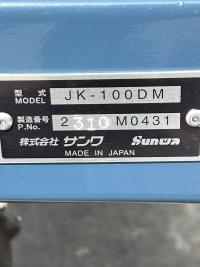 型式 MODEL JK-100DM
製造番号 P.No. 2310M0431
株式会社 サンワ Sunwa
MADE IN JAPAN